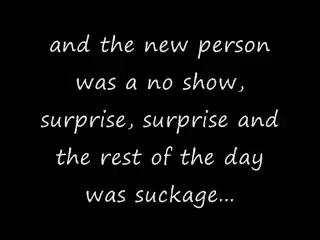 and the new person
was a no show,
surprise, surprise and
the rest of the day
was suckage...